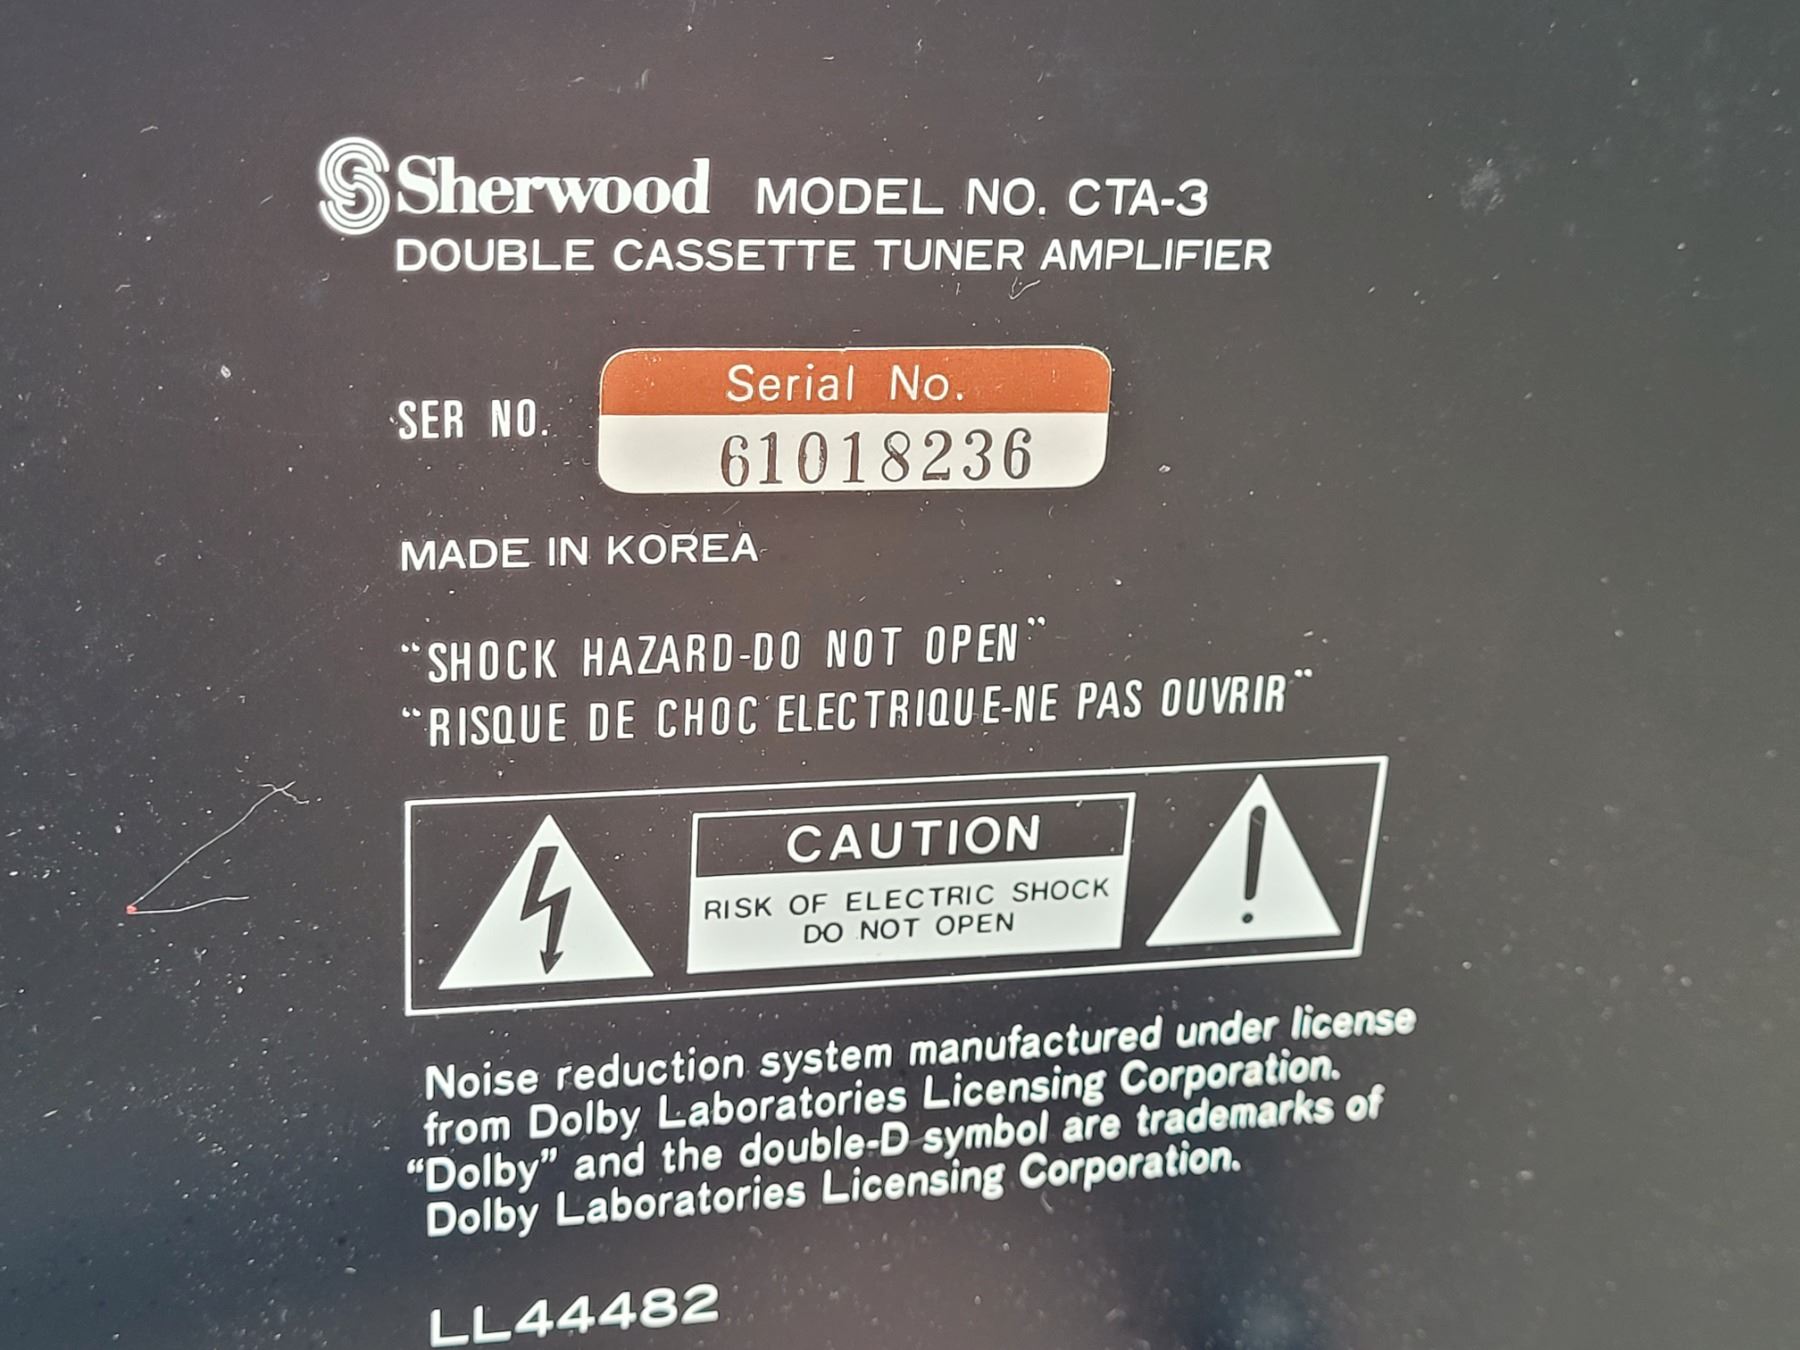 Sherwood MODEL NO. CTA-3
DOUBLE CASSETTE TUNER AMPLIFIER
Serial No.
SER NO. 61018236
MADE IN KOREA
"SHOCK HAZARD-DO NOT OPEN"
"RISQUE DE CHOC ELECTRIQUE-NE PAS OUVRIR"
CAUTION
RISK OF ELECTRIC SHOCK
DO NOT OPEN
Noise reduction system manufactured under license
from Dolby Laboratories Licensing Corporation.
"Dolby" and the double-D symbol are trademarks of
Dolby Laboratories Licensing Corporation.
LL44482